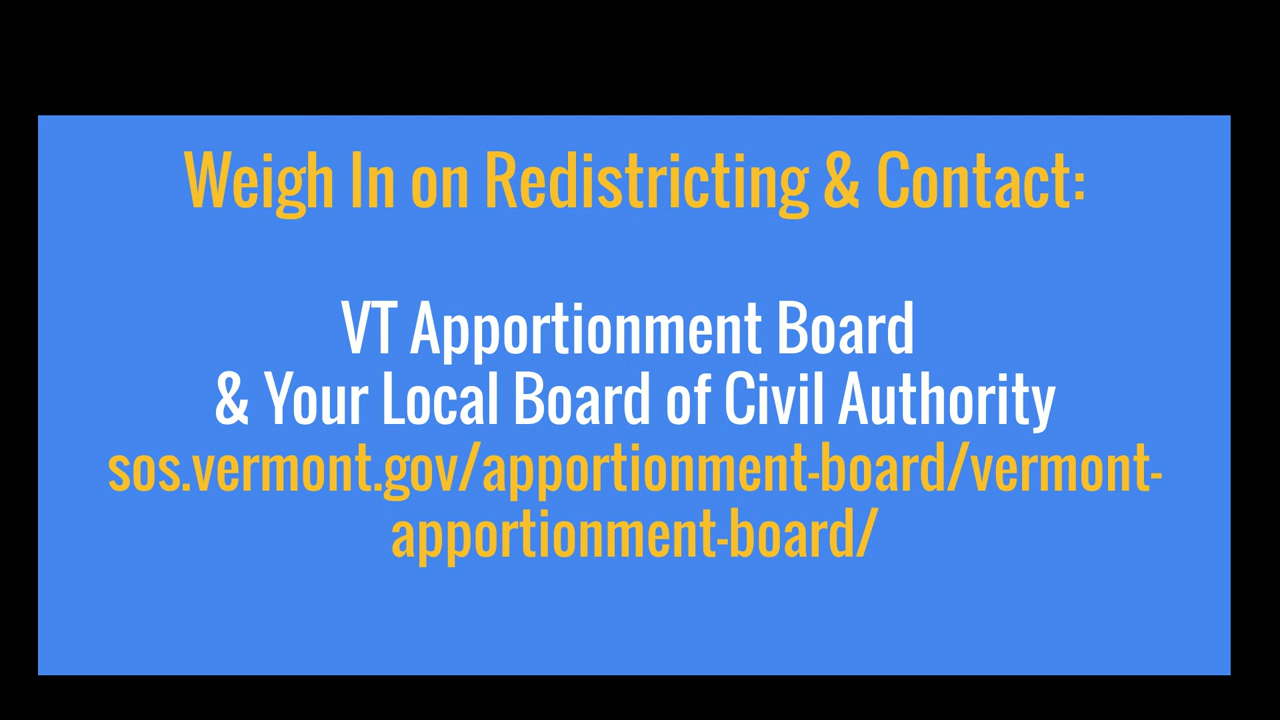 Weigh In on Redistricting & Contact:
VT Apportionment Board
& Your Local Board of Civil Authority
sos.vermont.gov/apportionment-board/vermont-
apportionment-board/